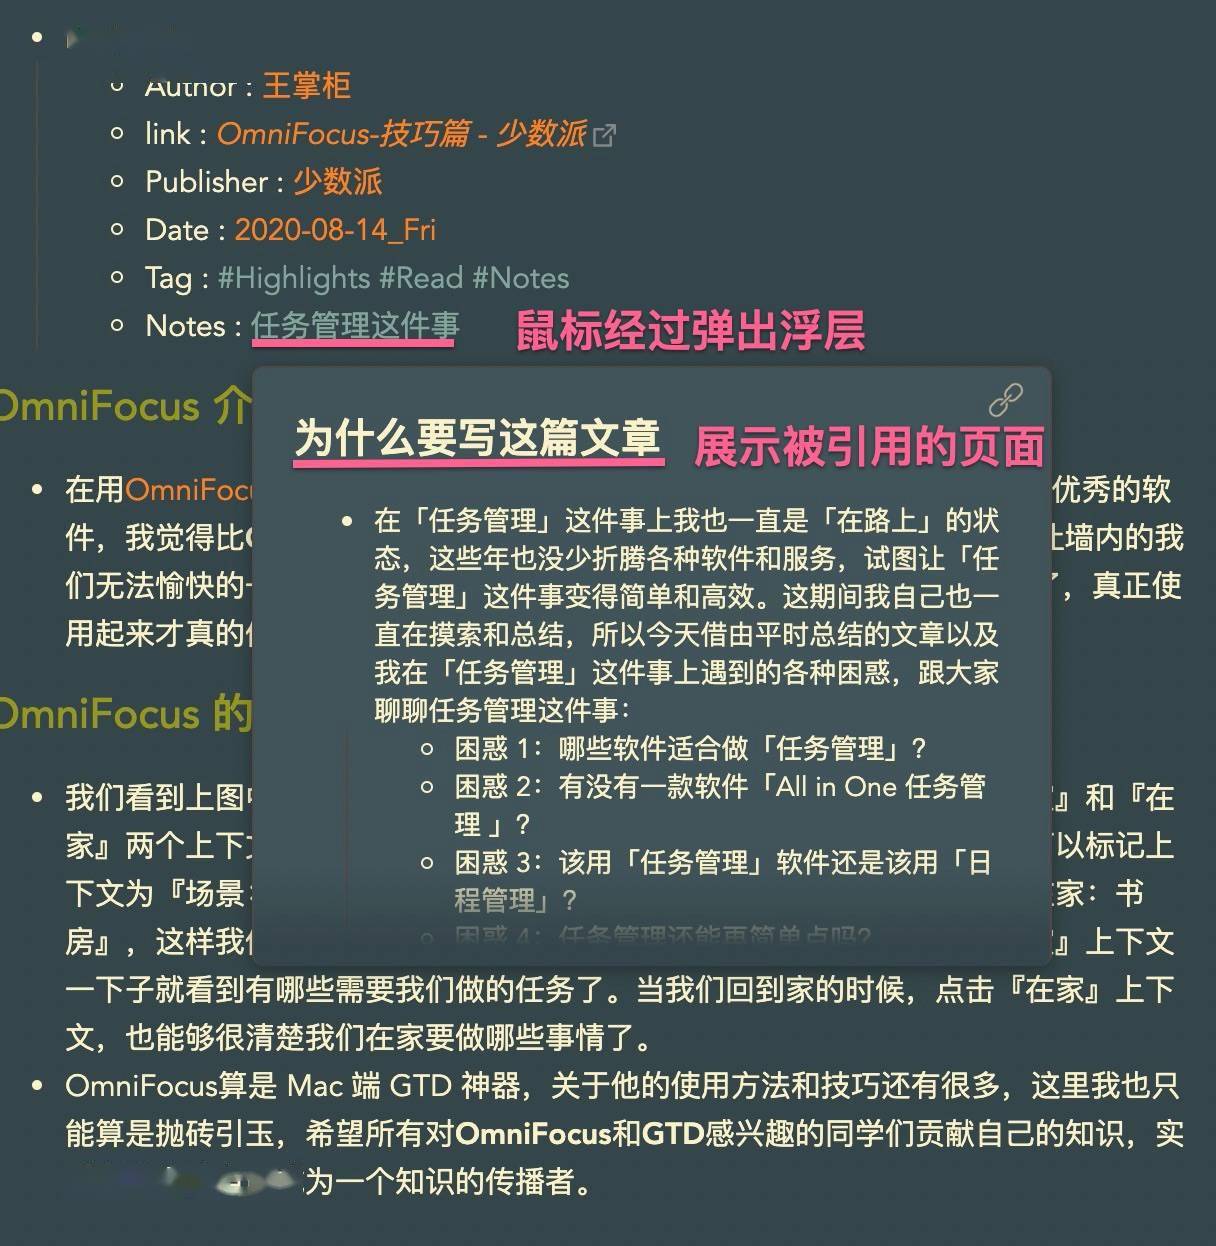 Author : 王掌柜
link : OmniFocus-技巧篇 - 少数派
Publisher : 少数派
Date : 2020-08-14_Fri
Tag : #Highlights #Read #Notes
Notes : 任务管理这件事
鼠标经过弹出浮层
OmniFocus 介
为什么要写这篇文章
展示被引用的页面
在用OmniFocu
优秀的软
件，我觉得比
墙内的我
们无法愉快的
，真正使
用起来才真的
在「任务管理」这件事上我也一直是「在路上」的状
态，这些年也没少折腾各种软件和服务，试图让「任
务管理」这件事变得简单和高效。这期间我自己也一
直在摸索和总结，所以今天借由平时总结的文章以及
我在「任务管理」这件事上遇到的各种困惑，跟大家
聊聊任务管理这件事：
困惑 1：哪些软件适合做「任务管理」?
困惑 2：有没有一款软件「All in One 任务管
理 」?
困惑 3：该用「任务管理」软件还是该用「日
程管理」?
困惑 4：任务管理还能再简单点吗?
OmniFocus 的
我们看到上图
』和『在
家』两个上下
以标记上
下文为『场景：
家：书
房』，这样我
』上下文
一下子就看到有哪些需要我们做的任务了。当我们回到家的时候，点击『在家』上下
文，也能够很清楚我们在家要做哪些事情了。
OmniFocus算是 Mac 端 GTD 神器，关于他的使用方法和技巧还有很多，这里我也只
能算是抛砖引玉，希望所有对OmniFocus和GTD感兴趣的同学们贡献自己的知识，实
为一个知识的传播者。